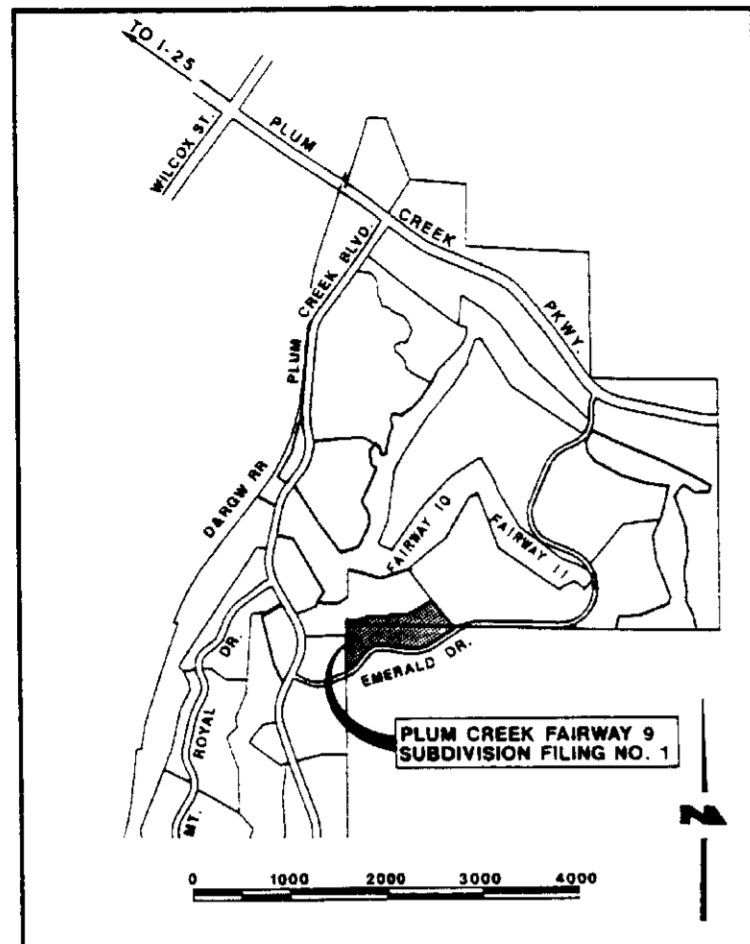 TO I-25
WILCOX ST.
PLUM
CREEK
PKWY.
PLUM CREEK BLVD.
D&RGW RR
FAIRWAY 10
FAIRWAY 11
EMERALD DR.
MT. ROYAL DR.
PLUM CREEK FAIRWAY 9
SUBDIVISION FILING NO. 1
N
0 1000 2000 3000 4000